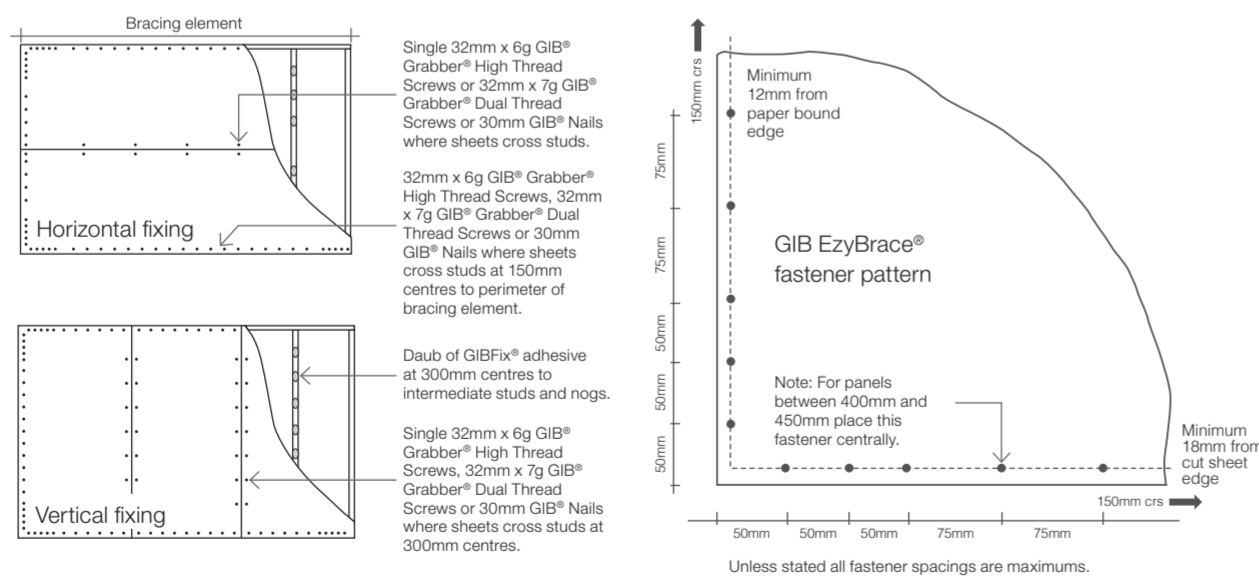 Bracing element
Single 32mm x 6g GIB®
Grabber® High Thread
Screws or 32mm x 7g GIB®
Grabber® Dual Thread
Screws or 30mm GIB® Nails
where sheets cross studs.
32mm x 6g GIB® Grabber®
High Thread Screws, 32mm
x 7g GIB® Grabber® Dual
Thread Screws or 30mm
GIB® Nails where sheets
cross studs at 150mm
centres to perimeter of
bracing element.
Horizontal fixing
Daub of GIBFix® adhesive
at 300mm centres to
intermediate studs and nogs.
Single 32mm x 6g GIB®
Grabber® High Thread
Screws, 32mm x 7g GIB®
Grabber® Dual Thread
Screws or 30mm GIB® Nails
where sheets cross studs at
300mm centres.
Vertical fixing
150mm crs
Minimum
12mm from
paper bound
edge
75mm
75mm
50mm
50mm
50mm
GIB EzyBrace®
fastener pattern
Note: For panels
between 400mm and
450mm place this
fastener centrally.
Minimum
18mm from
cut sheet
edge
150mm crs
50mm
50mm
50mm
75mm
75mm
Unless stated all fastener spacings are maximums.